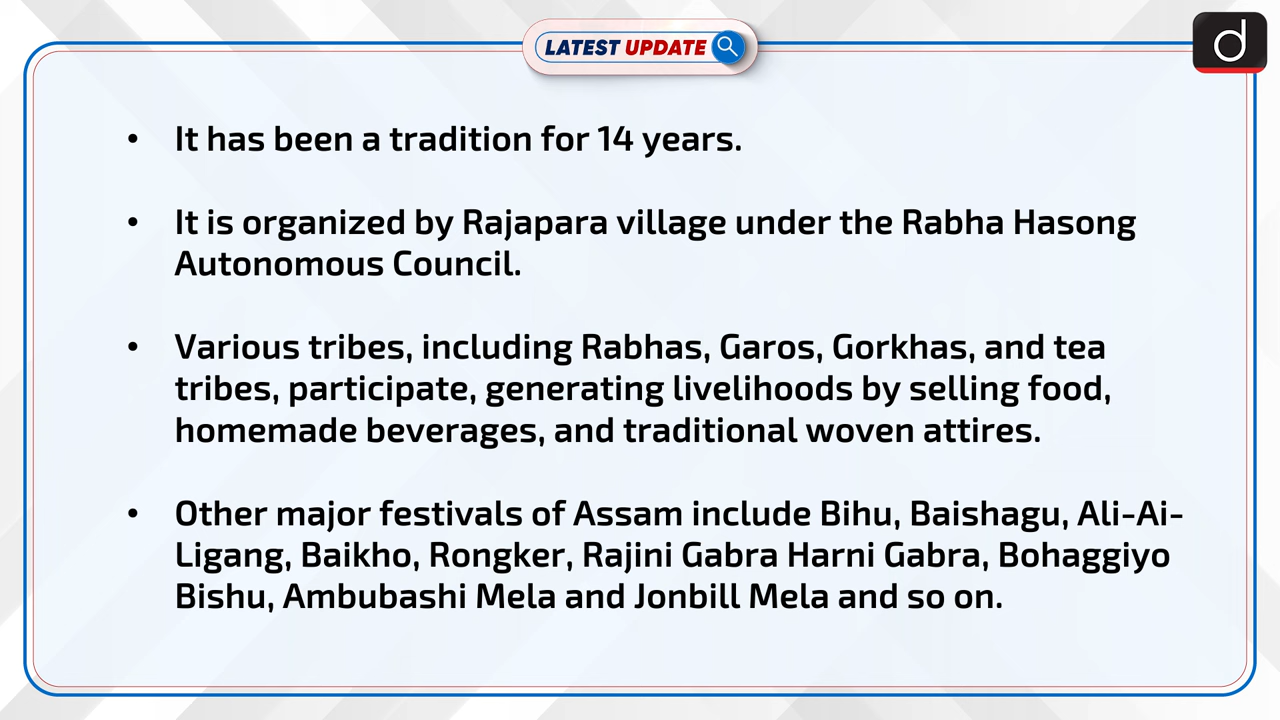 LATEST UPDATE
d
• It has been a tradition for 14 years.
• It is organized by Rajapara village under the Rabha Hasong
Autonomous Council.
• Various tribes, including Rabhas, Garos, Gorkhas, and tea
tribes, participate, generating livelihoods by selling food,
homemade beverages, and traditional woven attires.
• Other major festivals of Assam include Bihu, Baishagu, Ali-Ai-
Ligang, Baikho, Rongker, Rajini Gabra Harni Gabra, Bohaggiyo
Bishu, Ambubashi Mela and Jonbill Mela and so on.